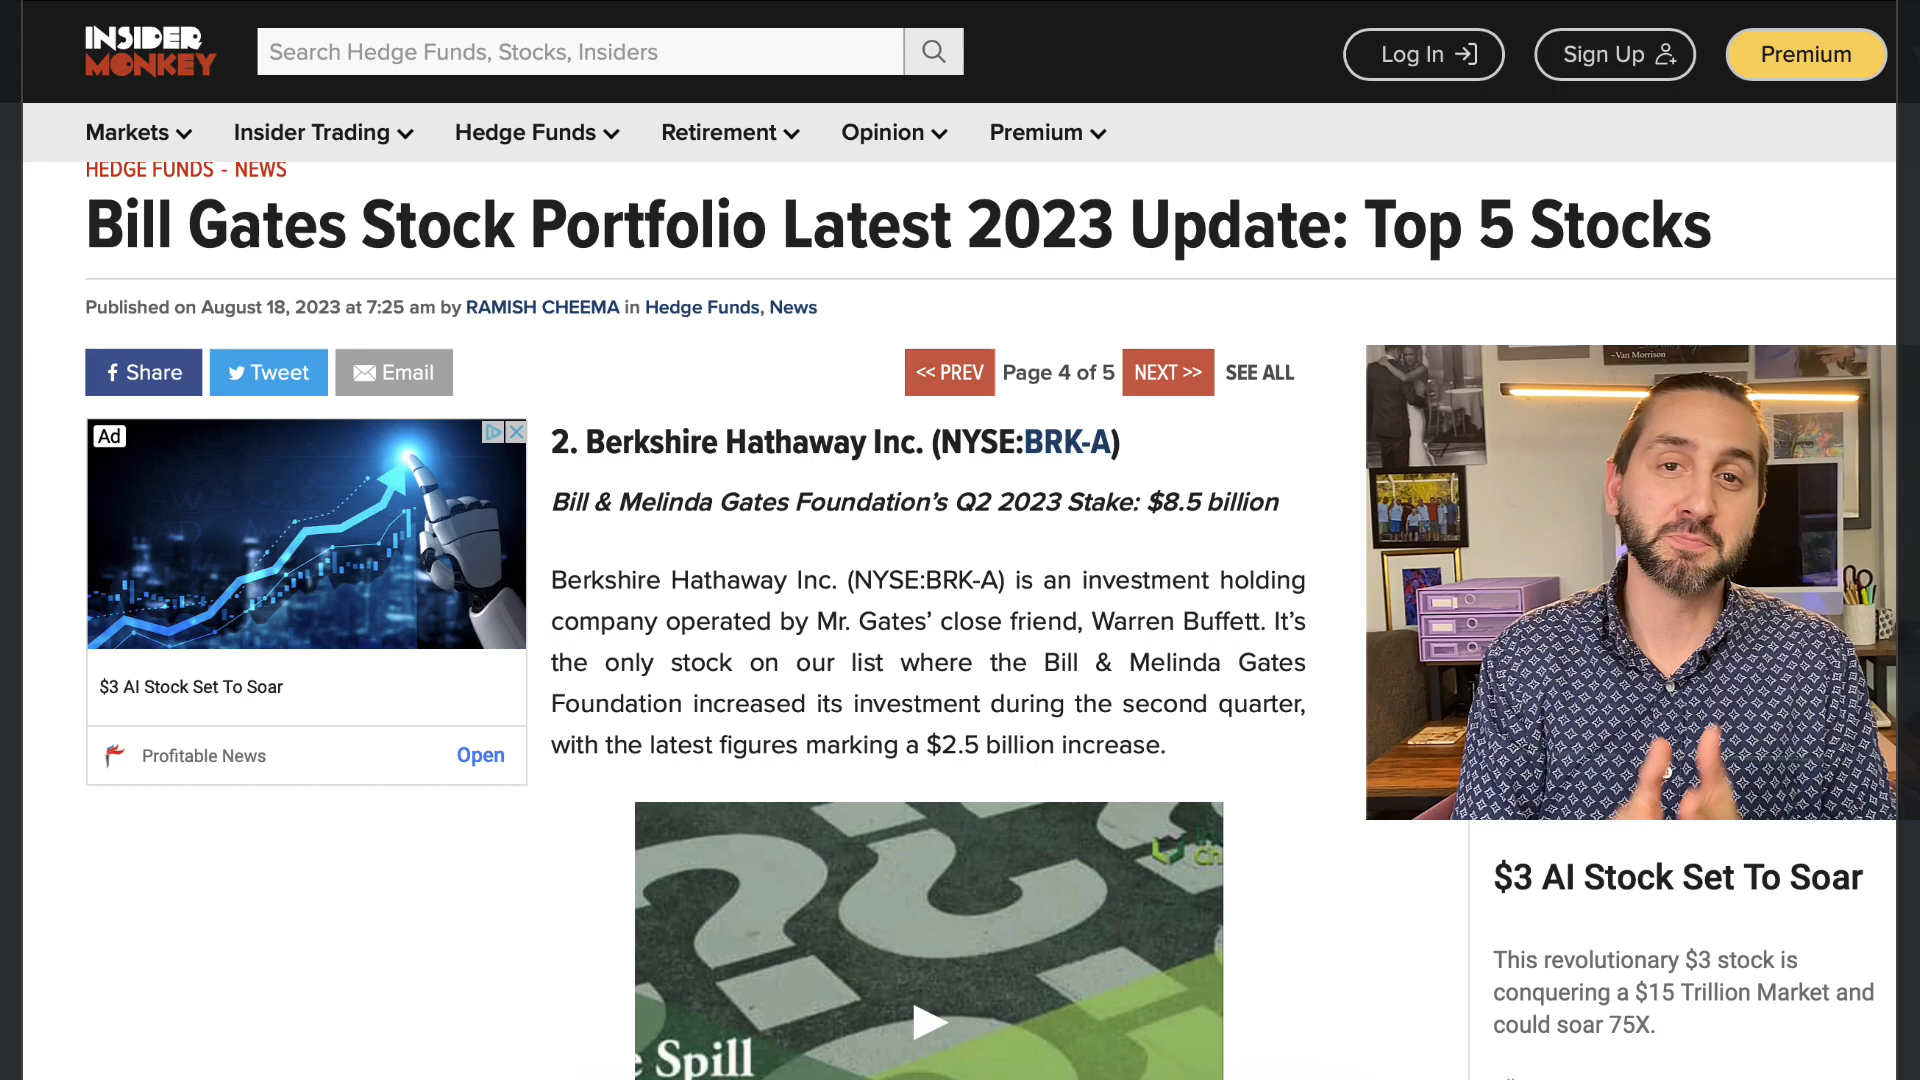 INSIDER
MONKEY
Search Hedge Funds, Stocks, Insiders
Log In
Sign Up
Premium
Markets
Insider Trading
Hedge Funds
Retirement
Opinion
Premium
HEDGE FUNDS - NEWS
Bill Gates Stock Portfolio Latest 2023 Update: Top 5 Stocks
Published on August 18, 2023 at 7:25 am by RAMISH CHEEMA in Hedge Funds, News
Share
Tweet
Email
<< PREV
Page 4 of 5
NEXT >>
SEE ALL
~Van Morrison
Ad
$3 AI Stock Set To Soar
Profitable News
Open
2. Berkshire Hathaway Inc. (NYSE:BRK-A)
Bill & Melinda Gates Foundation’s Q2 2023 Stake: $8.5 billion
Berkshire Hathaway Inc. (NYSE:BRK-A) is an investment holding
company operated by Mr. Gates’ close friend, Warren Buffett. It’s
the only stock on our list where the Bill & Melinda Gates
Foundation increased its investment during the second quarter,
with the latest figures marking a $2.5 billion increase.
Spill
$3 AI Stock Set To Soar
This revolutionary $3 stock is
conquering a $15 Trillion Market and
could soar 75X.